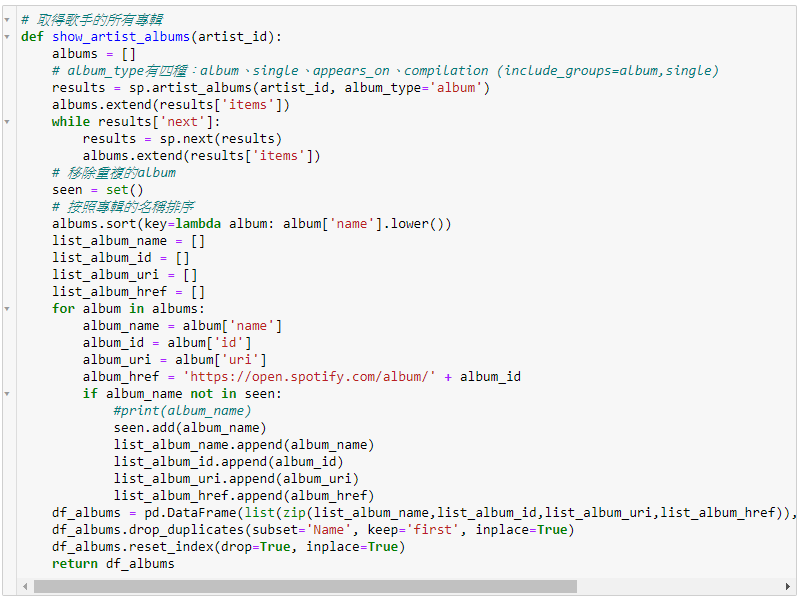 # 取得歌手的所有專輯
def show_artist_albums(artist_id):
    albums = []
    # album_type有四種：album、single、appears_on、compilation (include_groups=album,single)
    results = sp.artist_albums(artist_id, album_type='album')
    albums.extend(results['items'])
    while results['next']:
        results = sp.next(results)
        albums.extend(results['items'])
    # 移除重複的album
    seen = set()
    # 按照專輯的名稱排序
    albums.sort(key=lambda album: album['name'].lower())
    list_album_name = []
    list_album_id = []
    list_album_uri = []
    list_album_href = []
    for album in albums:
        album_name = album['name']
        album_id = album['id']
        album_uri = album['uri']
        album_href = 'https://open.spotify.com/album/' + album_id
        if album_name not in seen:
            #print(album_name)
            seen.add(album_name)
            list_album_name.append(album_name)
            list_album_id.append(album_id)
            list_album_uri.append(album_uri)
            list_album_href.append(album_href)
    df_albums = pd.DataFrame(list(zip(list_album_name,list_album_id,list_album_uri,list_album_href)),
    df_albums.drop_duplicates(subset='Name', keep='first', inplace=True)
    df_albums.reset_index(drop=True, inplace=True)
    return df_albums